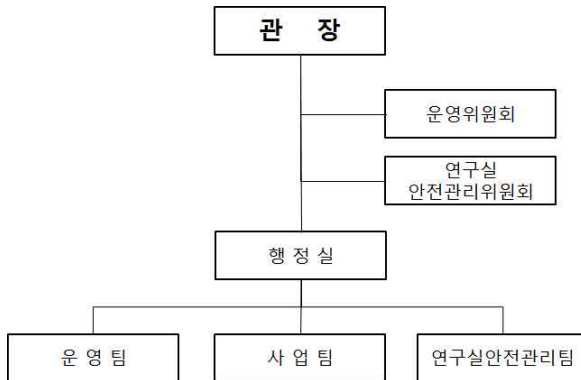 관 장
운영위원회
연구실
안전관리위원회
행 정 실
운 영 팀
사 업 팀
연구실안전관리팀